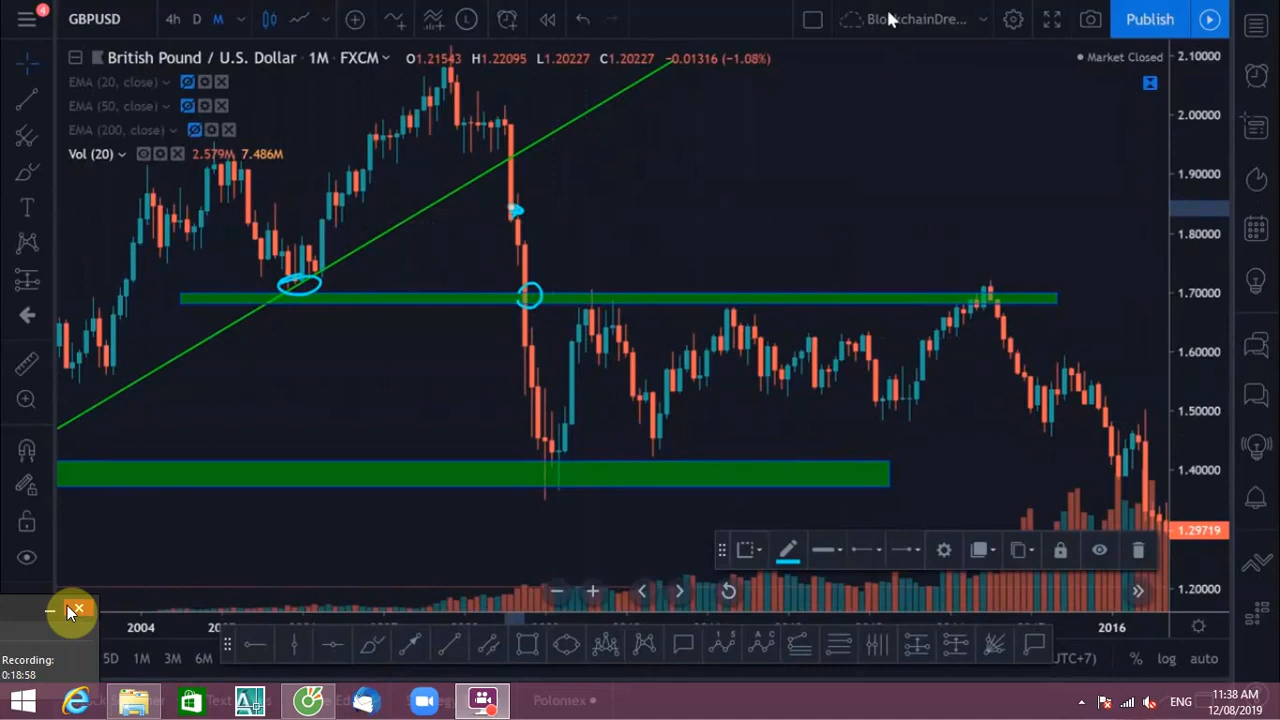 4
GBPUSD 4h D M BlockchainDre... Publish
British Pound / U.S. Dollar • 1M • FXCM O1.21543 H1.22095 L1.20227 C1.20227 -0.01316 (-1.08%) Market Closed
EMA (20, close)
EMA (50, close)
EMA (200, close)
Vol (20) 2.579M 7.486M
2.10000
2.00000
1.90000
1.80000
1.70000
1.60000
1.50000
1.40000
1.29719
1.20000
2004 2016
5D 1M 3M 6M (UTC+7) % log auto
Recording:
0:18:58
Text Poloniex
ENG
11:38 AM
12/08/2019